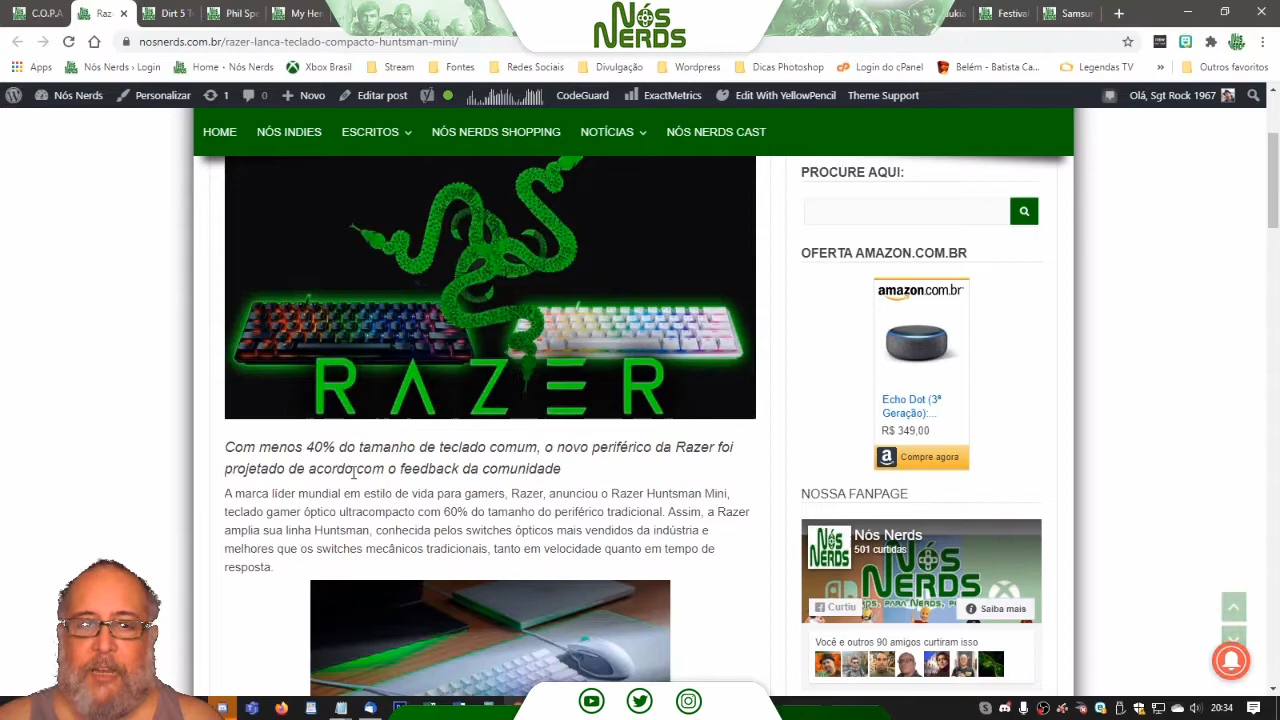 E.C.O.P.A
Raz
Dirt 5 T
Phil Spe
My Her
Nós
NERDS
ukia
Festival
nosnerds.com.br/razer-lanca-teclado-compacto-huntsman-mini/
Apps
Nós Nerds › Login
Home - Nós Nerds
Xbox Brasil
Stream
Fontes
Redes Sociais
Divulgação
Wordpress
Dicas Photoshop
Login do cPanel
Belém - Batista Ca...
Legendas TV
»
Outros favoritos
Nós Nerds
Personalizar
1
0
Novo
Editar post
CodeGuard
ExactMetrics
Edit With YellowPencil
Theme Support
Olá, Sgt Rock 1967
HOME
NÓS INDIES
ESCRITOS
NÓS NERDS SHOPPING
NOTÍCIAS
NÓS NERDS CAST
RAZER
Com menos 40% do tamanho de teclado comum, o novo periférico da Razer foi
projetado de acordo com o feedback da comunidade
A marca líder mundial em estilo de vida para gamers, Razer, anunciou o Razer Huntsman Mini,
teclado gamer óptico ultracompacto com 60% do tamanho do periférico tradicional. Assim, a Razer
amplia sua linha Huntsman, conhecida pelos switches ópticos mais vendidos da indústria e
melhores que os switches mecânicos tradicionais, tanto em velocidade quanto em tempo de
resposta.
PROCURE AQUI:
OFERTA AMAZON.COM.BR
amazon.com.br
Echo Dot (3ª
Geração):...
R$ 349,00
Compre agora
NOSSA FANPAGE
Nós Nerds
501 curtidas
NÓS
NERDS
Curtiu
Saiba mais
Você e outros 90 amigos curtiram isso
20:34